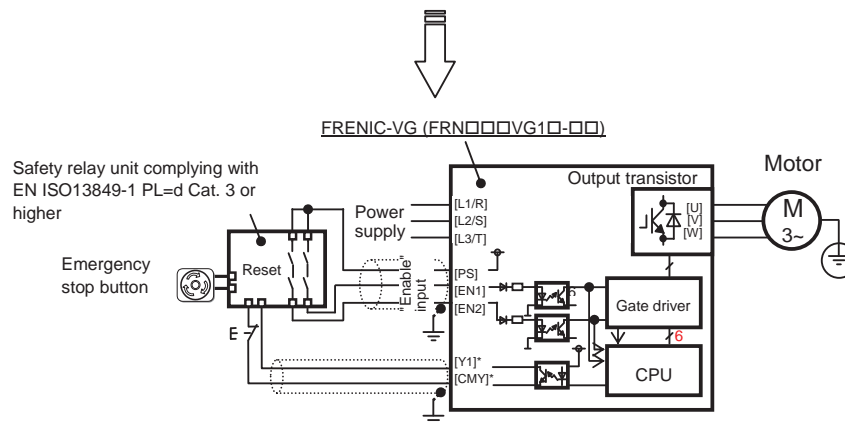 FRENIC-VG (FRN□□□VG1□-□□)
Safety relay unit complying with
EN ISO13849-1 PL=d Cat. 3 or
higher
Output transistor
Motor
Power
supply
[L1/R]
[L2/S]
[L3/T]
[U]
[V]
[W]
M
3~
Emergency
stop button
Reset
"Enable"
input
[PS]
[EN1]
[EN2]
Gate driver
6
E
[Y1]*
[CMY]*
CPU